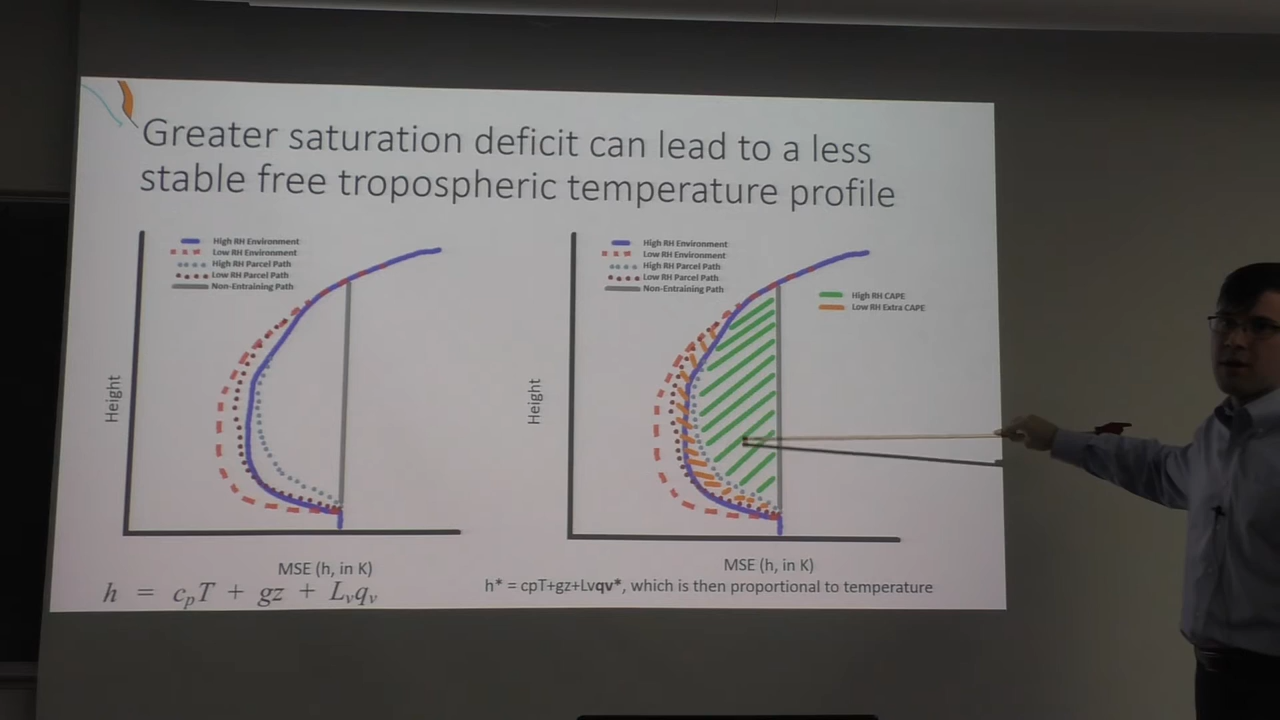 Greater saturation deficit can lead to a less
stable free tropospheric temperature profile
High RH Environment
Low RH Environment
High RH Parcel Path
Low RH Parcel Path
Non-Entraining Path
Height
MSE (h, in K)
h = cpT + gz + Lvqv
High RH Environment
Low RH Environment
High RH Parcel Path
Low RH Parcel Path
Non-Entraining Path
High RH CAPE
Low RH Extra CAPE
Height
MSE (h, in K)
h* = cpT+gz+Lvqv*, which is then proportional to temperature